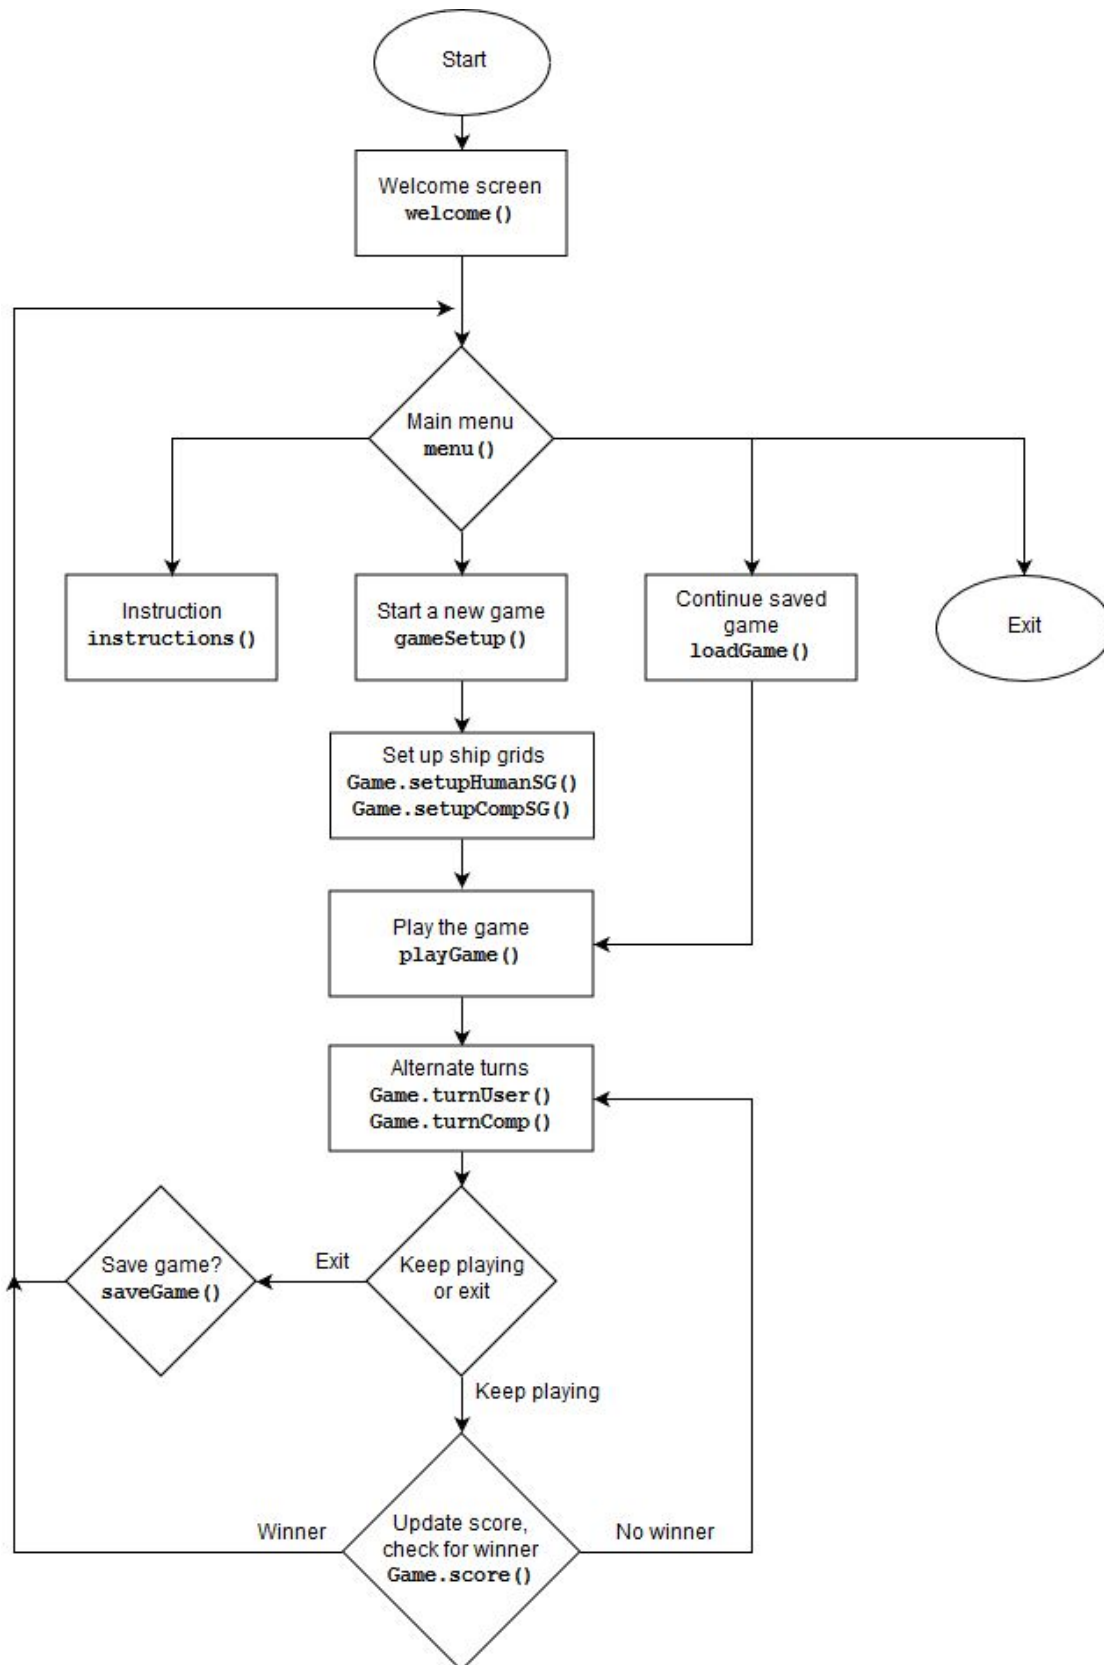 Start
Welcome screen
welcome()
Main menu
menu()
Instruction
instructions()
Start a new game
gameSetup()
Continue saved
game
loadGame()
Exit
Set up ship grids
Game.setupHumanSG()
Game.setupCompSG()
Play the game
playGame()
Alternate turns
Game.turnUser()
Game.turnComp()
Save game?
saveGame()
Exit
Keep playing
or exit
Keep playing
Winner
Update score,
check for winner
Game.score()
No winner